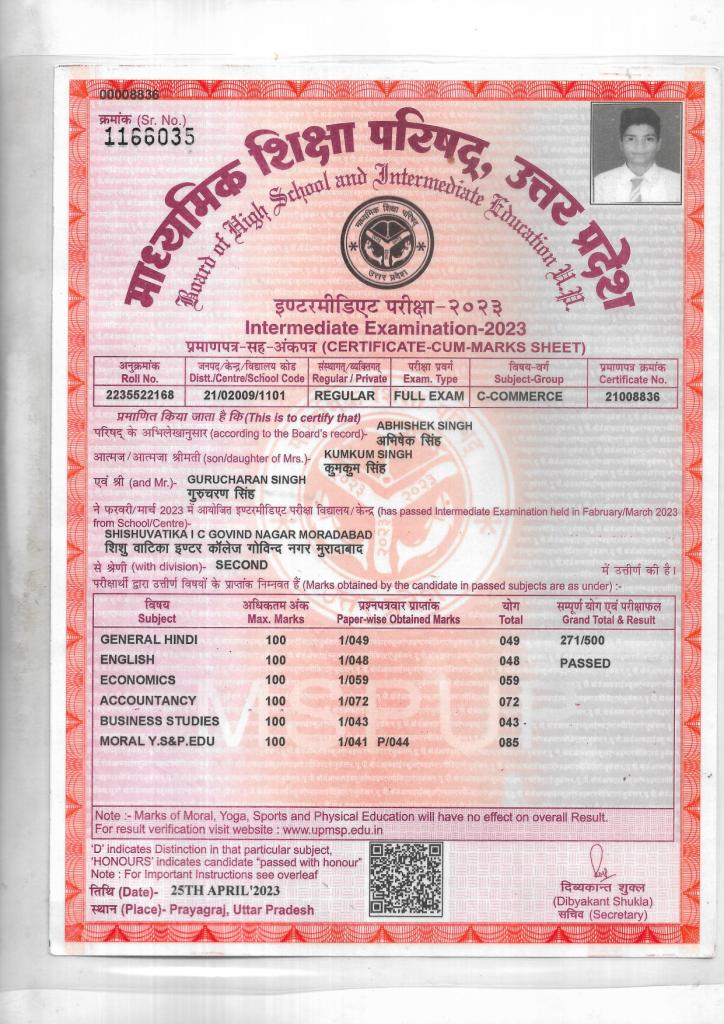 00008836
क्रमांक (Sr. No.)
1166035
माध्यमिक शिक्षा परिषद्, उत्तर प्रदेश
Board of High School and Intermediate Education U.P.
माध्यमिक शिक्षा परिषद
उत्तर प्रदेश
इण्टरमीडिएट परीक्षा-२०२३
Intermediate Examination-2023
प्रमाणपत्र-सह-अंकपत्र (CERTIFICATE-CUM-MARKS SHEET)
अनुक्रमांक जनपद/केन्द्र/विद्यालय कोड संस्थागत/व्यक्तिगत परीक्षा प्रवर्ग विषय-वर्ग प्रमाणपत्र क्रमांक
Roll No. Distt./Centre/School Code Regular / Private Exam. Type Subject-Group Certificate No.
2235522168 21/02009/1101 REGULAR FULL EXAM C-COMMERCE 21008836
प्रमाणित किया जाता है कि (This is to certify that)
परिषद् के अभिलेखानुसार (according to the Board's record)- ABHISHEK SINGH
अभिषेक सिंह
आत्मज/आत्मजा श्रीमती (son/daughter of Mrs.)- KUMKUM SINGH
कुमकुम सिंह
एवं श्री (and Mr.)- GURUCHARAN SINGH
गुरुचरण सिंह
ने फरवरी/मार्च 2023 में आयोजित इण्टरमीडिएट परीक्षा विद्यालय/केन्द्र (has passed Intermediate Examination held in Fabruary/March 2023
from School/Centre)-
SHISHUVATIKA I C GOVIND NAGAR MORADABAD
शिशु वाटिका इण्टर कॉलेज गोविन्द नगर मुरादाबाद
से श्रेणी (with division)- SECOND में उत्तीर्ण की है।
परीक्षार्थी द्वारा उत्तीर्ण विषयों के प्राप्तांक निम्नवत हैं (Marks obtained by the candidate in passed subjects are as under) :-
विषय अधिकतम अंक प्रश्नपत्रवार प्राप्तांक योग सम्पूर्ण योग एवं परीक्षाफल
Subject Max. Marks Paper-wise Obtained Marks Total Grand Total & Result
GENERAL HINDI 100 1/049 049 271/500
ENGLISH 100 1/048 048 PASSED
ECONOMICS 100 1/059 059
ACCOUNTANCY 100 1/072 072
BUSINESS STUDIES 100 1/043 043
MORAL Y.S&P.EDU 100 1/041 P/044 085
Note :- Marks of Moral, Yoga, Sports and Physical Education will have no effect on overall Result.
For result verification visit website : www.upmsp.edu.in
'D' indicates Distinction in that particular subject,
'HONOURS' indicates candidate "passed with honour"
Note : For Important Instructions see overleaf
तिथि (Date)- 25TH APRIL'2023
स्थान (Place)- Prayagraj, Uttar Pradesh
दिव्यकान्त शुक्ल
(Dibyakant Shukla)
सचिव (Secretary)